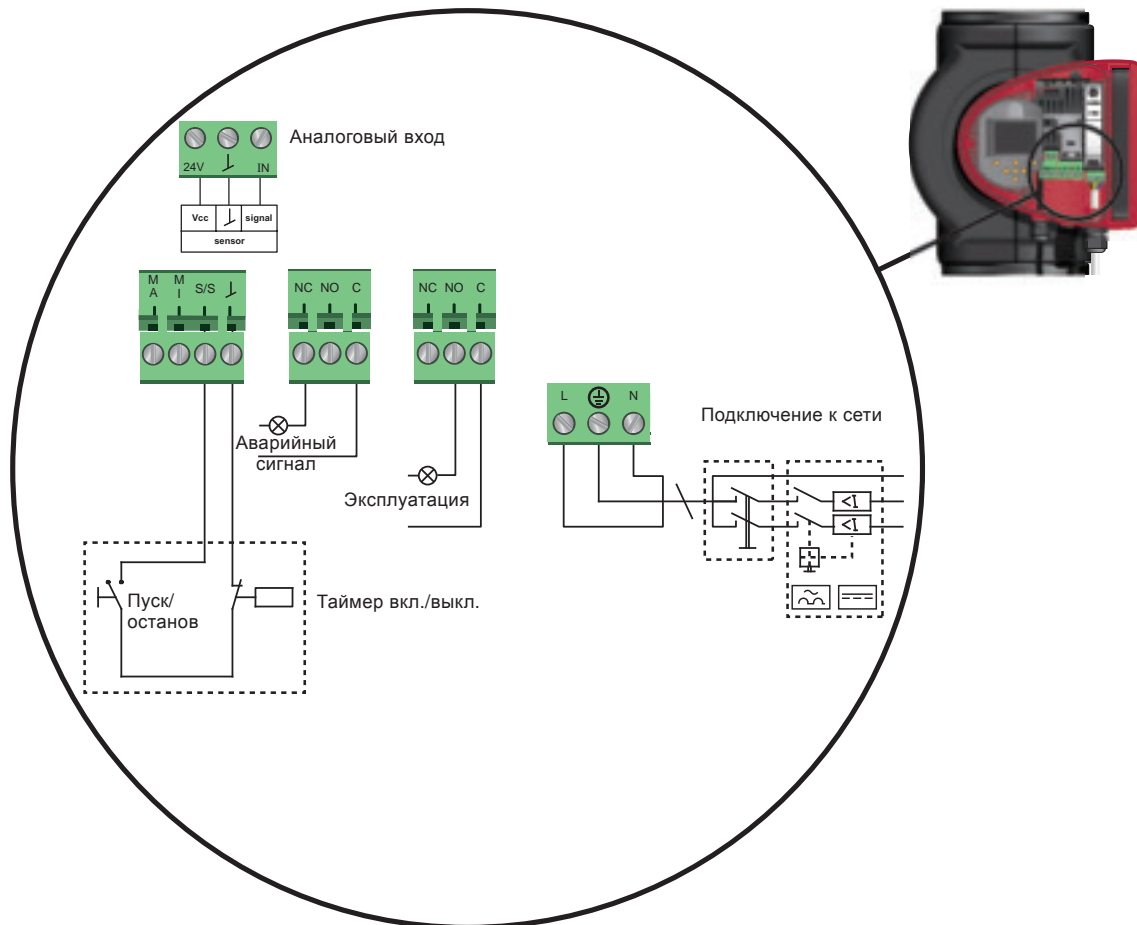 Аналоговый вход
24V IN
Vcc signal
sensor
M A M I S/S
NC NO C
NC NO C
Аварийный
сигнал
Эксплуатация
L N
Подключение к сети
<I
<I
Пуск/
останов
Таймер вкл./выкл.